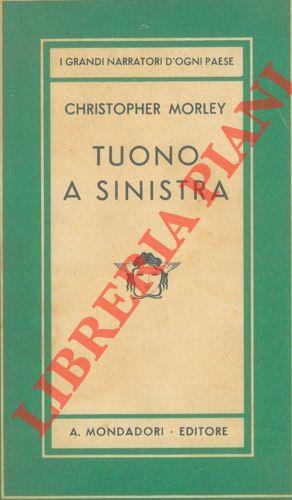 I GRANDI NARRATORI D'OGNI PAESE
CHRISTOPHER MORLEY
TUONO
A SINISTRA
LIBRERIA PIANI
A. MONDADORI · EDITORE